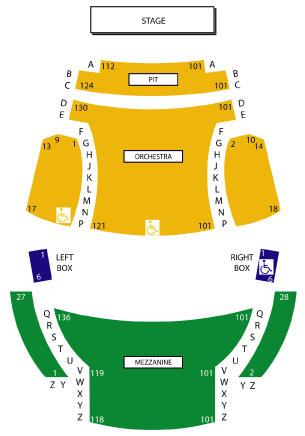 STAGE
A 112 101 A
B PIT B
C 124 101 C
D 130 101 D
E E
F F
13 9 1 G G 2 10 14
H ORCHESTRA H
J J
K K
L L
M M
17 N N 18
P 121 101 P
1 LEFT BOX 6
RIGHT BOX 1 6
27 28
Q 136 101 Q
R R
S S
T T
U MEZZANINE U
1 119 V 101 V 2
Z Y W W Y Z
X X
Y Y
118 Z 101 Z